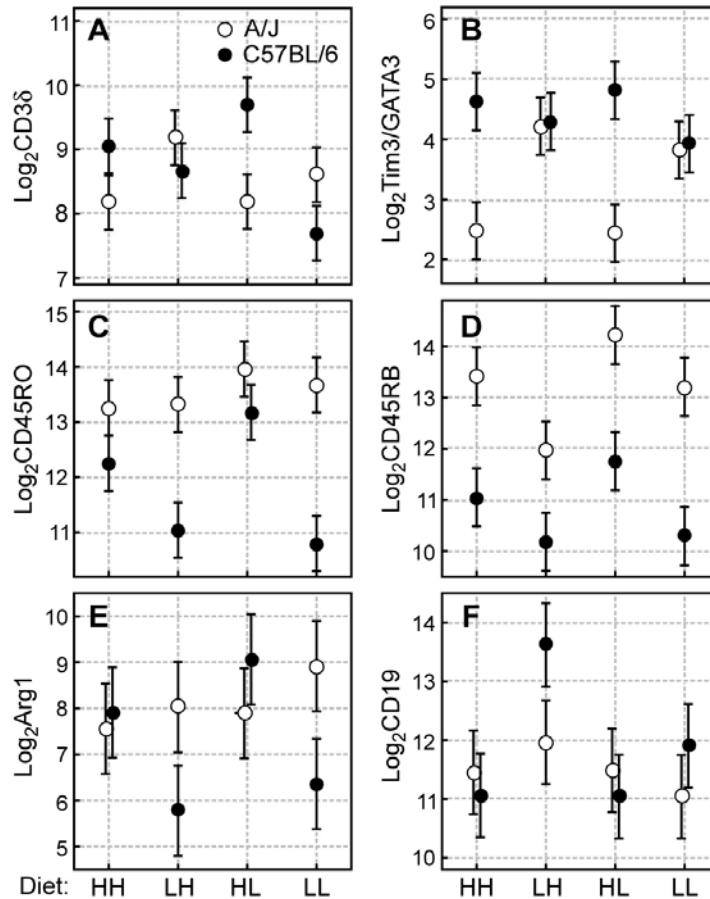 A
A/J
C57BL/6
Log₂CD3δ
11
10
9
8
7
B
Log₂Tim3/GATA3
6
5
4
3
2
C
Log₂CD45RO
15
14
13
12
11
D
Log₂CD45RB
14
13
12
11
10
E
Log₂Arg1
10
9
8
7
6
5
F
Log₂CD19
14
13
12
11
10
Diet: HH LH HL LL
HH LH HL LL